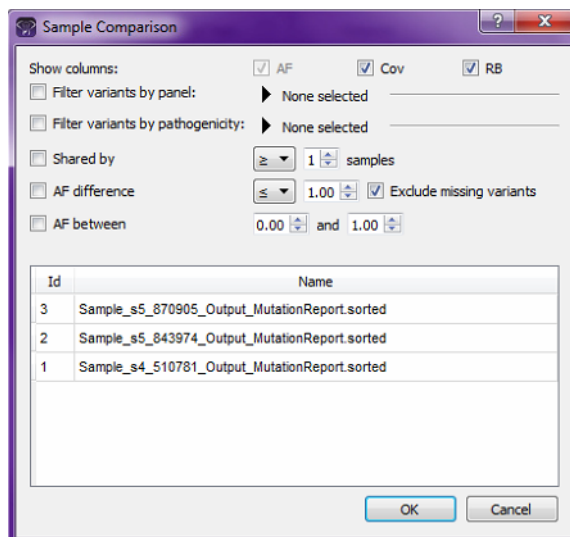 Sample Comparison
?
X
Show columns: AF Cov RB
Filter variants by panel: None selected
Filter variants by pathogenicity: None selected
Shared by ≥ 1 samples
AF difference ≤ 1.00 Exclude missing variants
AF between 0.00 and 1.00
Id Name
3 Sample_s5_870905_Output_MutationReport.sorted
2 Sample_s5_843974_Output_MutationReport.sorted
1 Sample_s4_510781_Output_MutationReport.sorted
OK Cancel